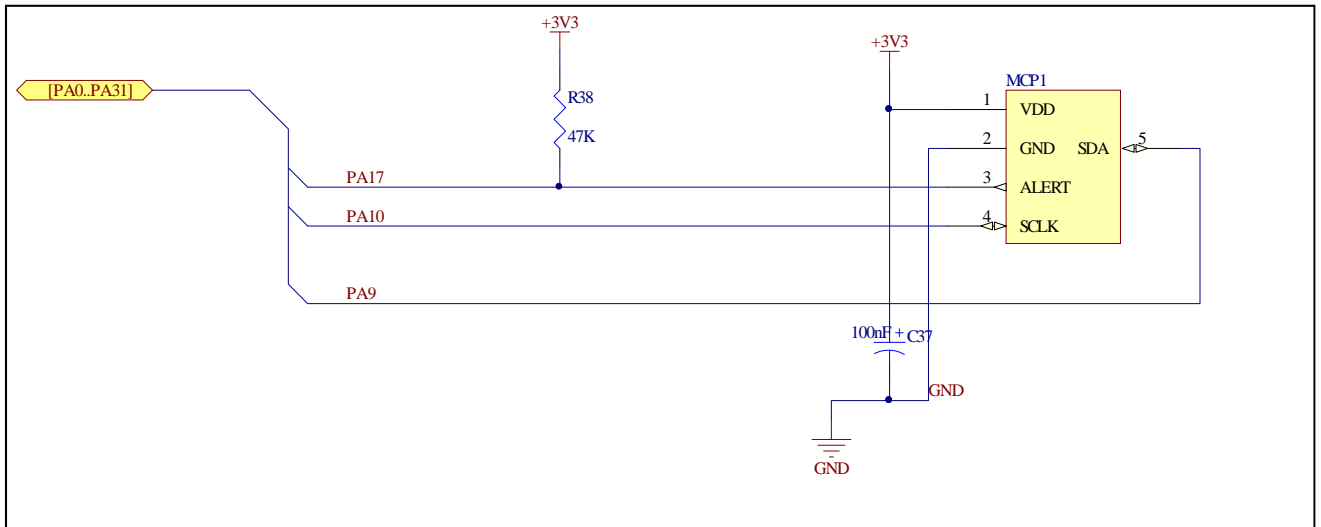 +3V3
+3V3
[PA0..PA31]
R38
47K
MCP1
1 VDD
2 GND SDA 5
PA17 3 ALERT
PA10 4 SCLK
PA9
100nF + C37
GND
GND